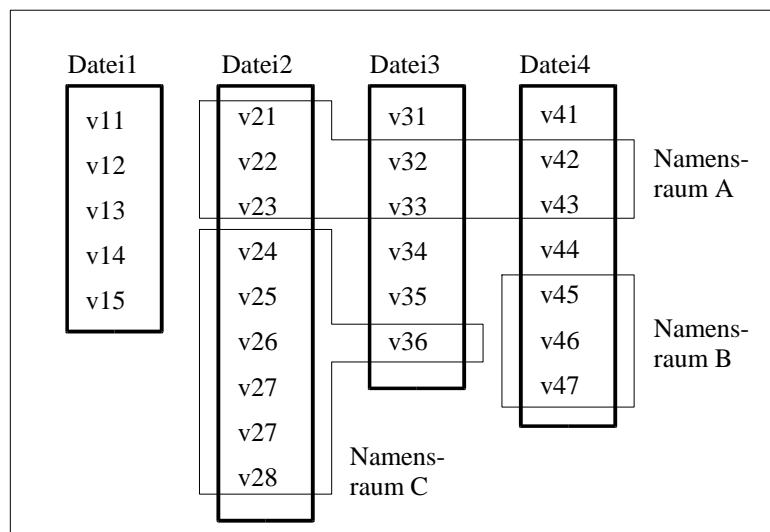 Datei1 Datei2 Datei3 Datei4
v11 v21 v31 v41
v12 v22 v32 v42
v13 v23 v33 v43
v14 v24 v34 v44
v15 v25 v35 v45
v26 v36 v46
v27 v47
v27
v28
Namens-
raum A
Namens-
raum B
Namens-
raum C